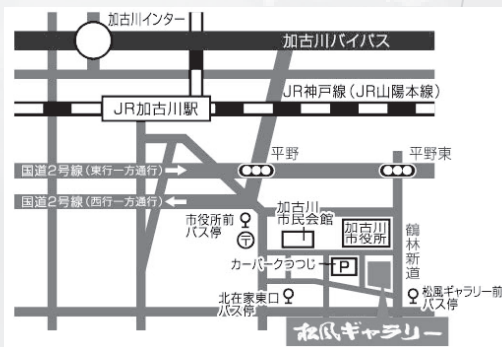 加古川インター
加古川バイパス
JR神戸線(JR山陽本線)
JR加古川駅
平野
平野東
国道2号線(東行一方通行)
国道2号線(西行一方通行)
市役所前
バス停
加古川
市民会館
加古川
市役所
鶴林新道
カーパークつつじ
P
北在家東口
バス停
松風ギャラリー前
バス停
松風ギャラリー